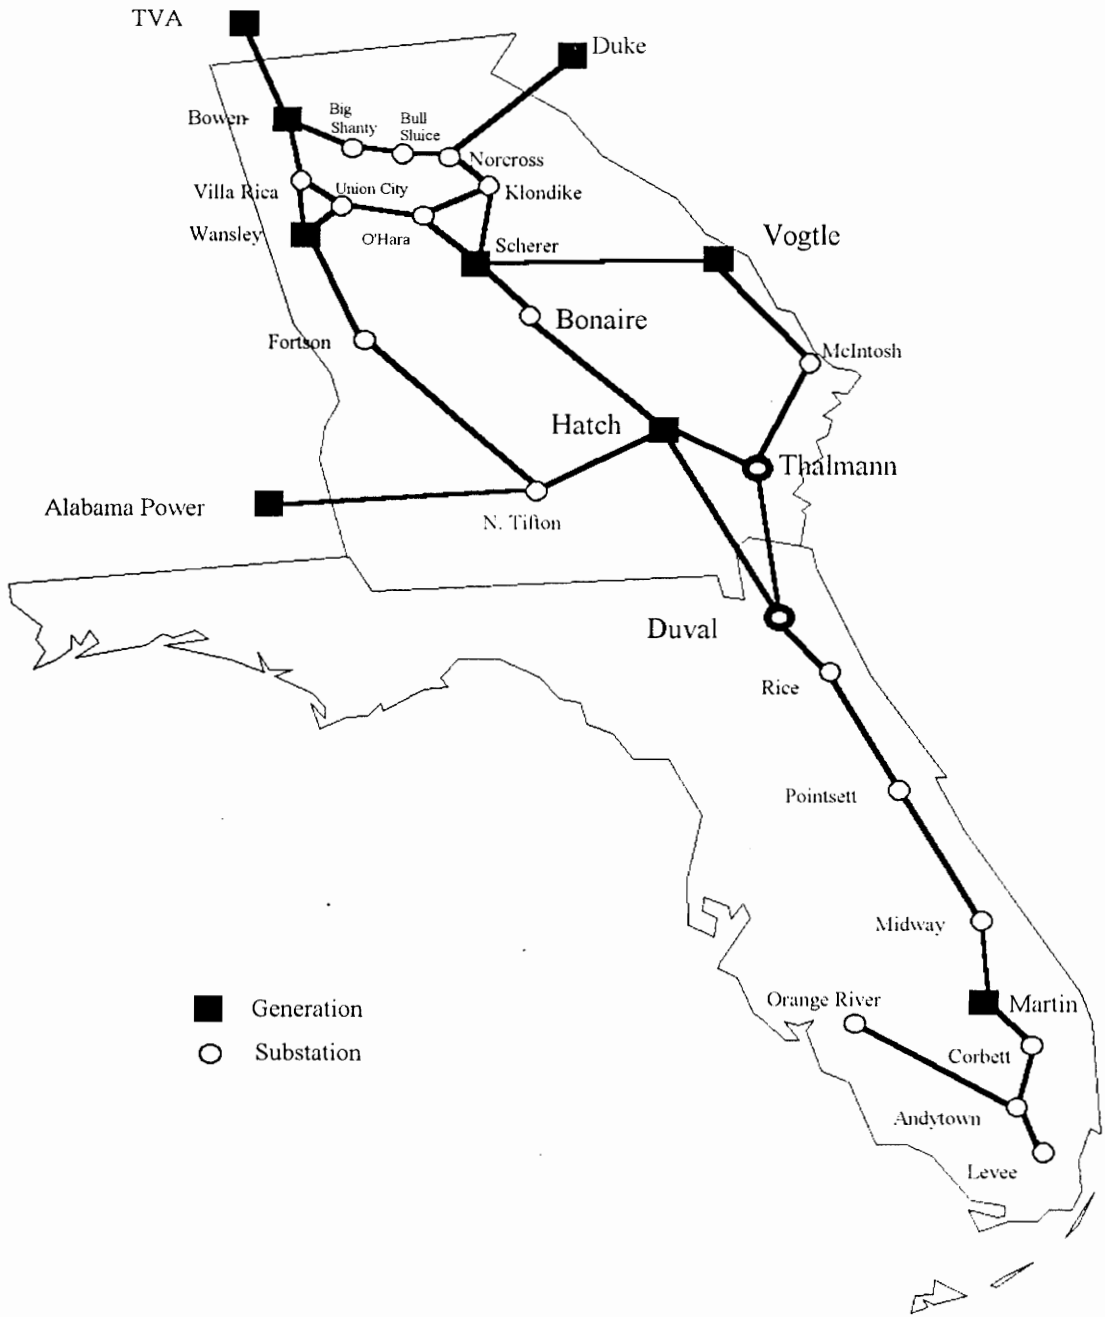 TVA
Duke
Bowen
Big
Shanty
Bull
Sluice
Norcross
Villa Rica
Union City
Klondike
Wansley
O'Hara
Scherer
Vogtle
Bonaire
Fortson
McIntosh
Hatch
Thalmann
Alabama Power
N. Tifton
Duval
Rice
Pointsett
Midway
Orange River
Martin
Generation
Substation
Corbett
Andytown
Levee